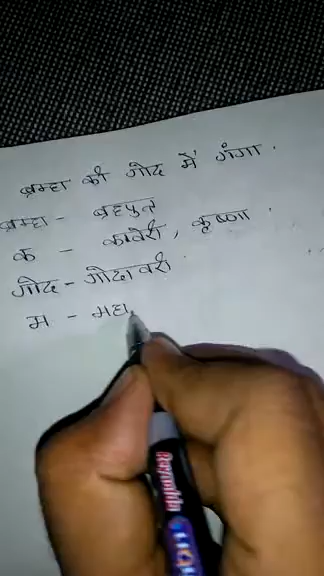 ब्रम्हा की गोद में गंगा .
ब्रम्हा - ब्रह्मपुत्र
क - कावेरी , कृष्णा
गोद - गोदावरी
म - महा